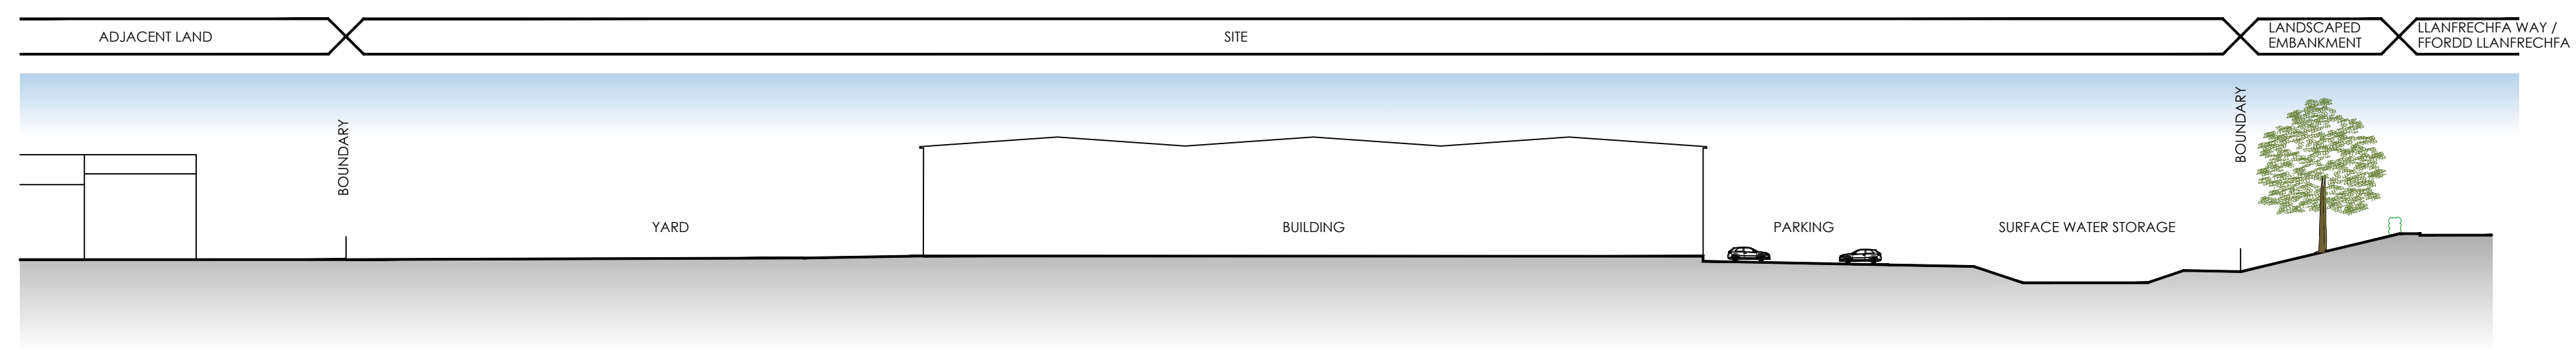 ADJACENT LAND
SITE
LANDSCAPED
EMBANKMENT
LLANFRECHFA WAY /
FFORDD LLANFRECHFA
BOUNDARY
BOUNDARY
YARD
BUILDING
PARKING
SURFACE WATER STORAGE